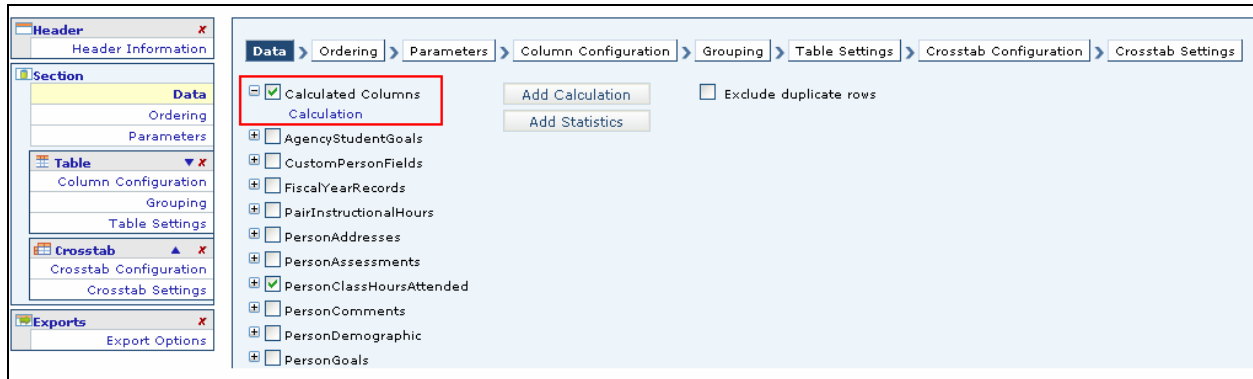 Header x
Header Information
Section
Data
Ordering
Parameters
Table x
Column Configuration
Grouping
Table Settings
Crosstab x
Crosstab Configuration
Crosstab Settings
Exports x
Export Options
Data Ordering Parameters Column Configuration Grouping Table Settings Crosstab Configuration Crosstab Settings
Calculated Columns
Calculation
AgencyStudentGoals
CustomPersonFields
FiscalYearRecords
PairInstructionalHours
PersonAddresses
PersonAssessments
PersonClassHoursAttended
PersonComments
PersonDemographic
PersonGoals
Add Calculation
Add Statistics
Exclude duplicate rows